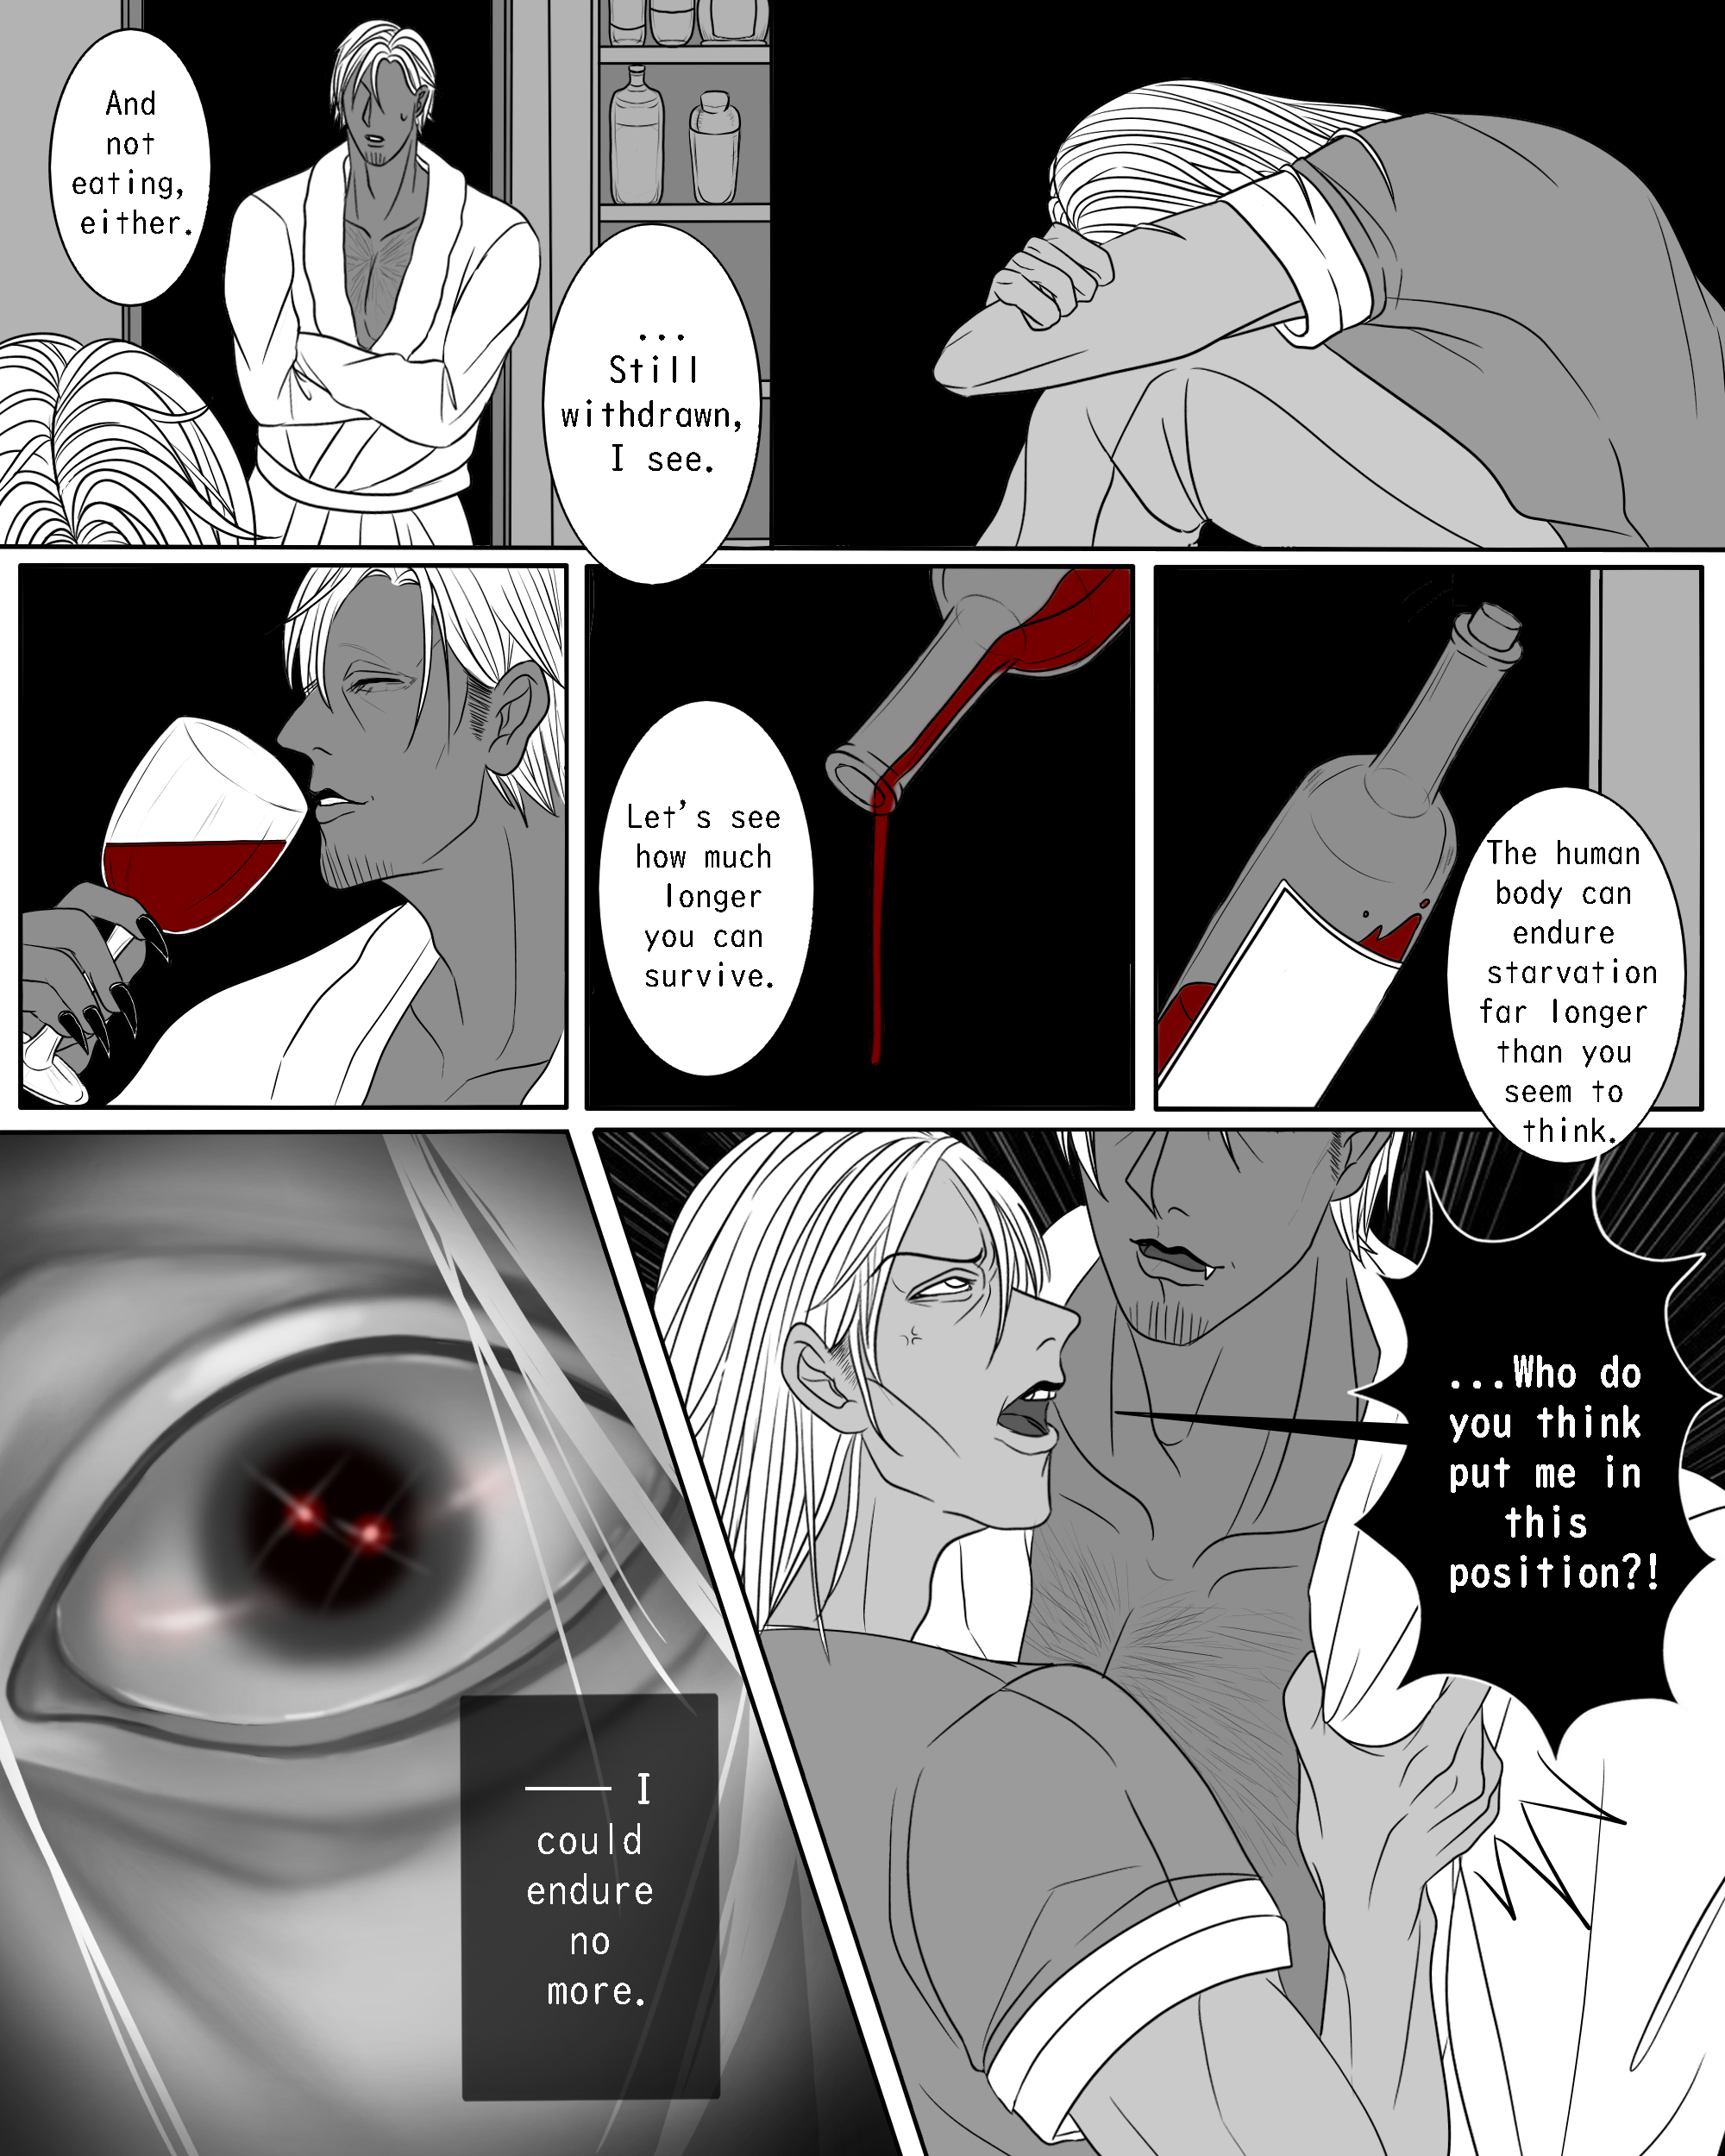 ...
Still
withdrawn,
I see.
And
not
eating,
either.
The human
body can
endure
starvation
far longer
than you
seem to
think.
Let's see
how much
longer
you can
survive.
...Who do
you think
put me in
this
position?!
—— I
could
endure
no
more.